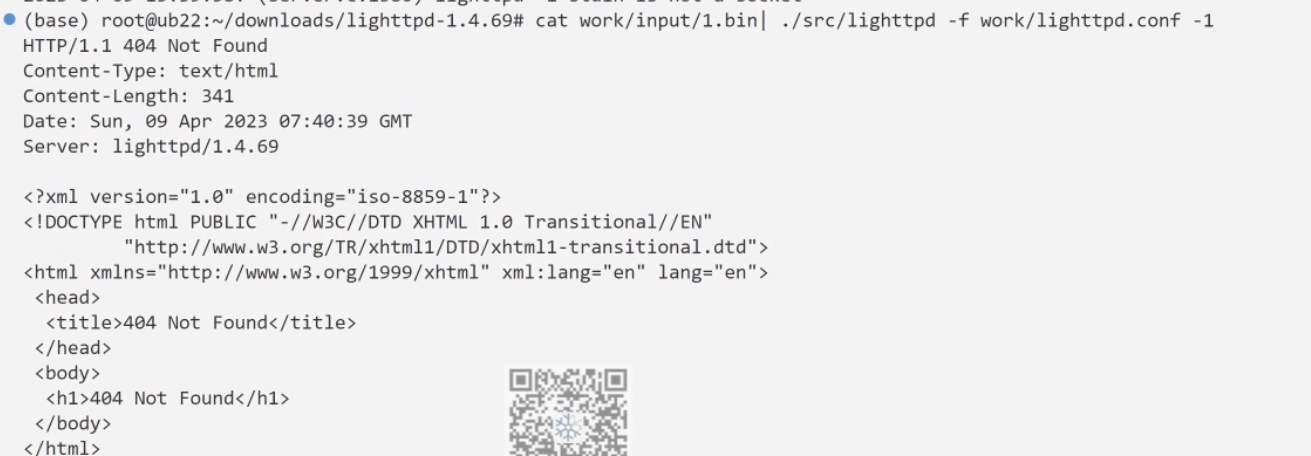 (base) root@ub22:~/downloads/lighttpd-1.4.69# cat work/input/1.bin| ./src/lighttpd -f work/lighttpd.conf -1
HTTP/1.1 404 Not Found
Content-Type: text/html
Content-Length: 341
Date: Sun, 09 Apr 2023 07:40:39 GMT
Server: lighttpd/1.4.69
<?xml version="1.0" encoding="iso-8859-1"?>
<!DOCTYPE html PUBLIC "-//W3C//DTD XHTML 1.0 Transitional//EN"
"http://www.w3.org/TR/xhtml1/DTD/xhtml1-transitional.dtd">
<html xmlns="http://www.w3.org/1999/xhtml" xml:lang="en" lang="en">
<head>
<title>404 Not Found</title>
</head>
<body>
<h1>404 Not Found</h1>
</body>
</html>